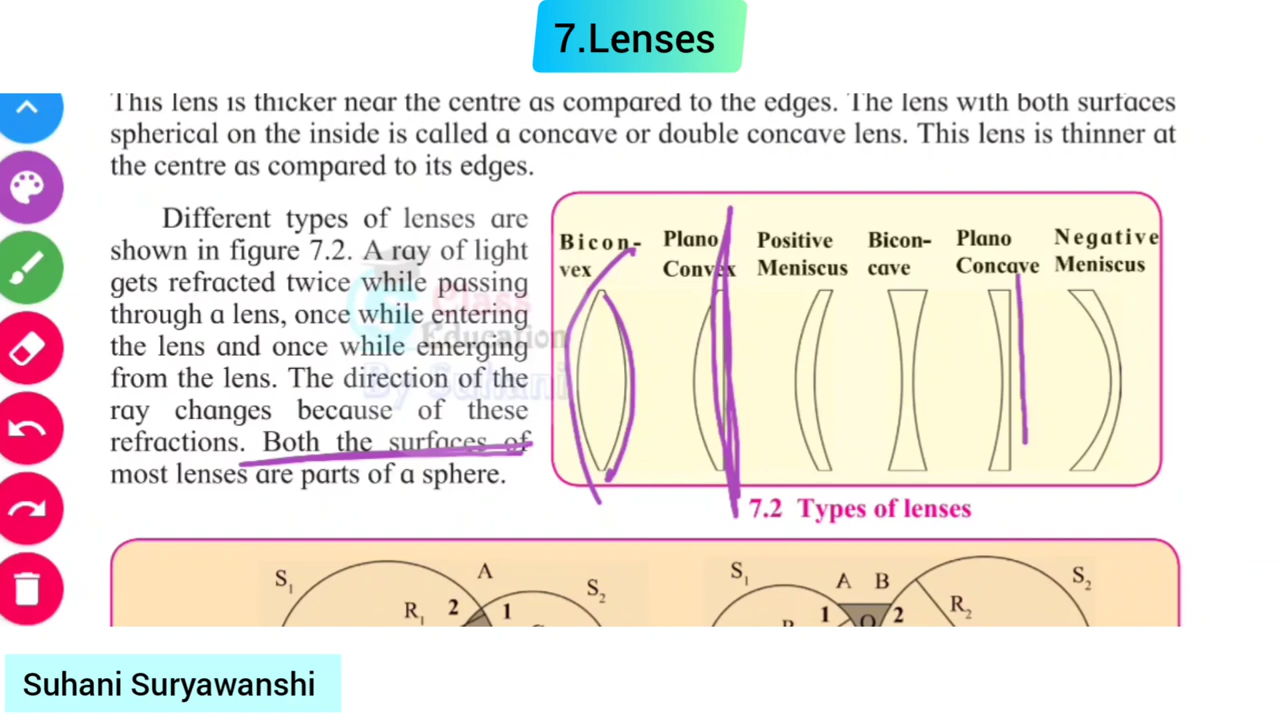 7.Lenses
This lens is thicker near the centre as compared to the edges. The lens with both surfaces
spherical on the inside is called a concave or double concave lens. This lens is thinner at
the centre as compared to its edges.
Different types of lenses are
shown in figure 7.2. A ray of light
gets refracted twice while passing
through a lens, once while entering
the lens and once while emerging
from the lens. The direction of the
ray changes because of these
refractions. Both the surfaces of
most lenses are parts of a sphere.
Class
Education
By Suhani
Bicon-
vex
Plano
Convex
Positive
Meniscus
Bicon-
cave
Plano
Concave
Negative
Meniscus
7.2 Types of lenses
S1
A
S2
R1
2
1
S1
A B
S2
R2
1
2
O
Suhani Suryawanshi